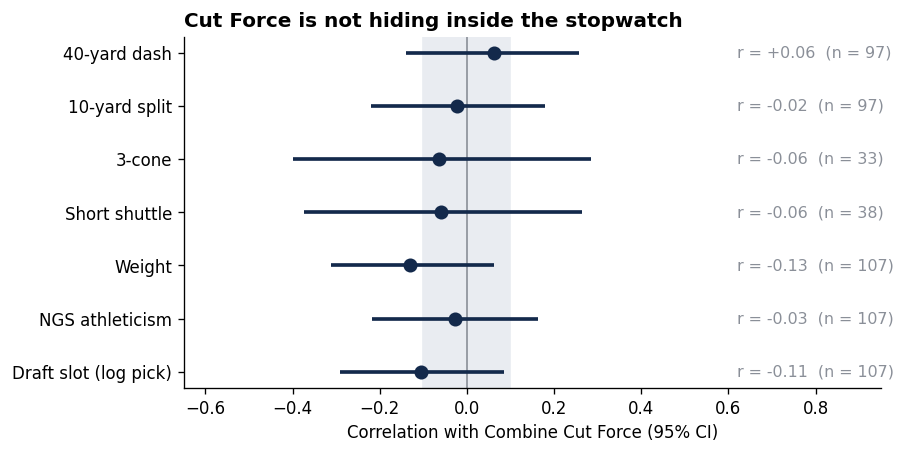 Cut Force is not hiding inside the stopwatch
40-yard dash r = +0.06 (n = 97)
10-yard split r = -0.02 (n = 97)
3-cone r = -0.06 (n = 33)
Short shuttle r = -0.06 (n = 38)
Weight r = -0.13 (n = 107)
NGS athleticism r = -0.03 (n = 107)
Draft slot (log pick) r = -0.11 (n = 107)
−0.6 −0.4 −0.2 0.0 0.2 0.4 0.6 0.8
Correlation with Combine Cut Force (95% CI)